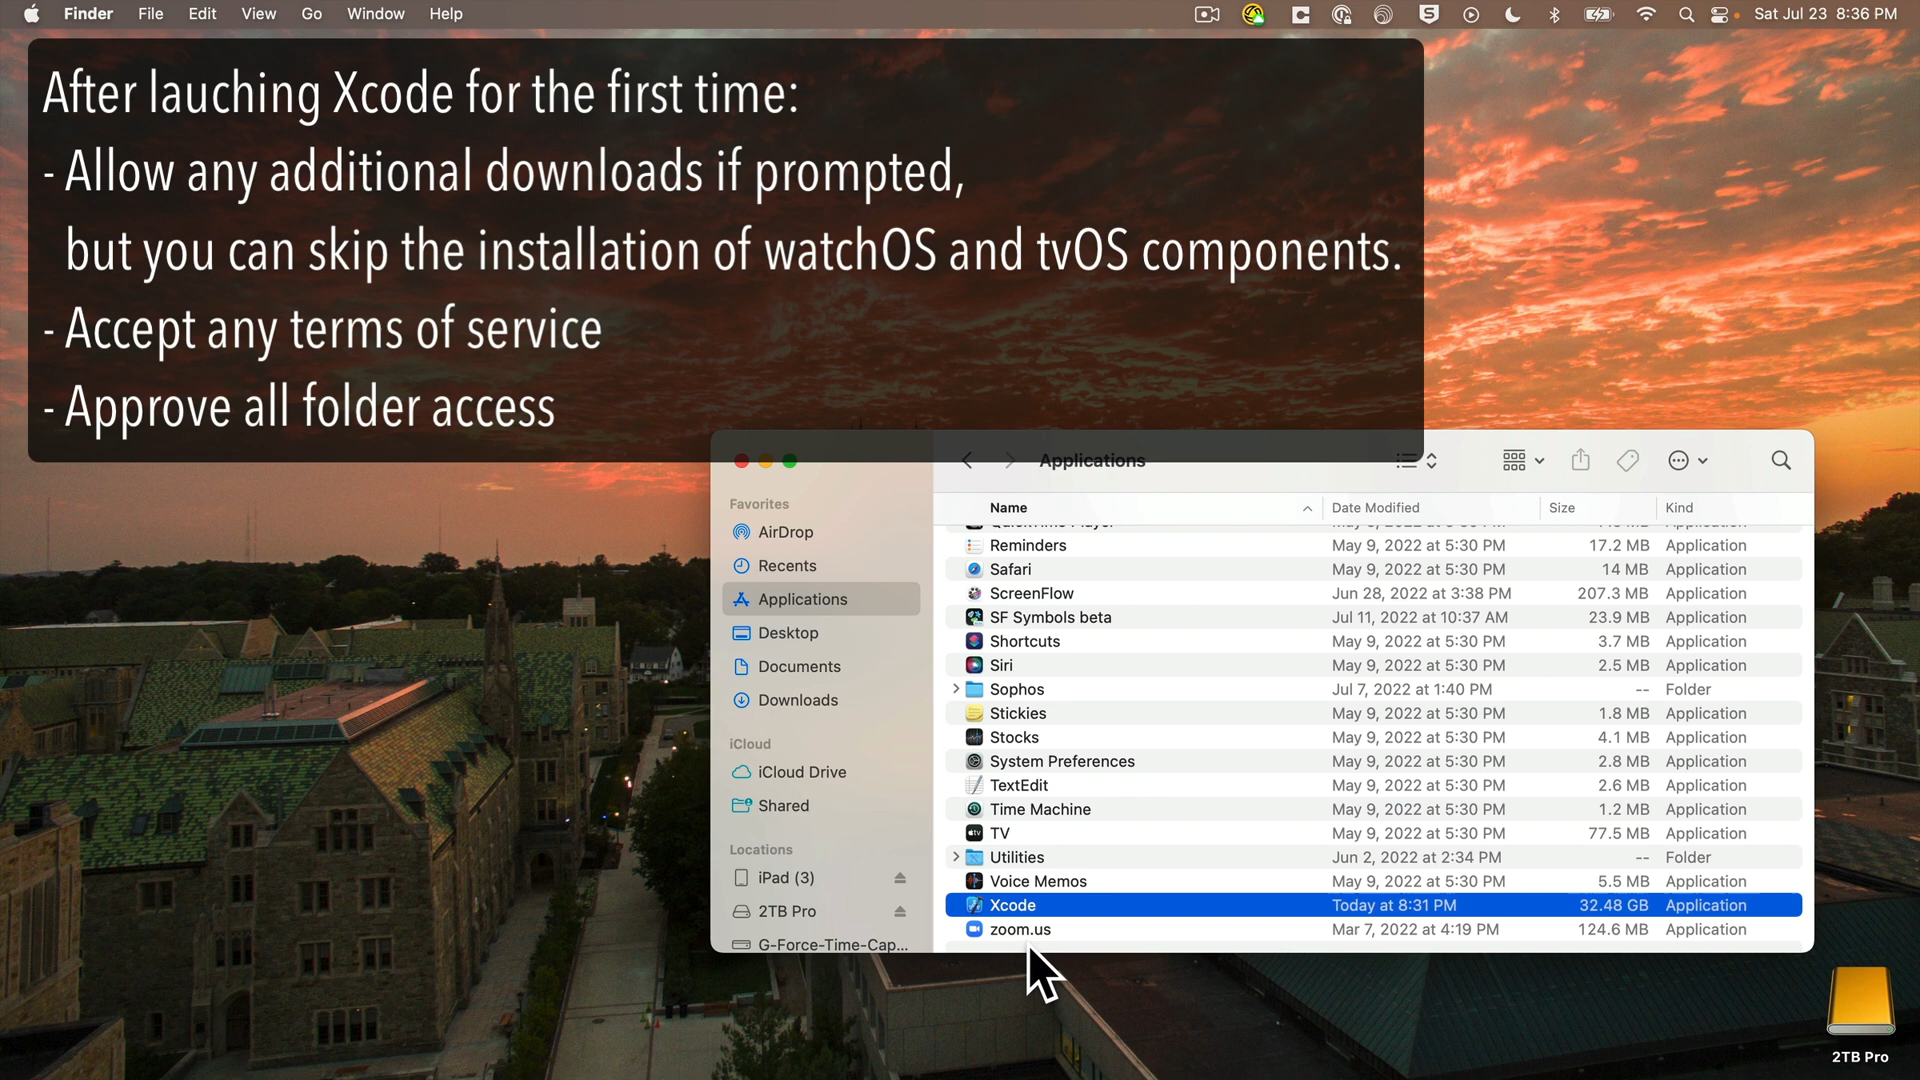 Finder File Edit View Go Window Help Sat Jul 23 8:36 PM
After lauching Xcode for the first time:
- Allow any additional downloads if prompted,
but you can skip the installation of watchOS and tvOS components.
- Accept any terms of service
- Approve all folder access
Applications
Favorites
AirDrop
Recents
Applications
Desktop
Documents
Downloads
iCloud
iCloud Drive
Shared
Locations
iPad (3)
2TB Pro
G-Force-Time-Cap...
Name Date Modified Size Kind
Reminders May 9, 2022 at 5:30 PM 17.2 MB Application
Safari May 9, 2022 at 5:30 PM 14 MB Application
ScreenFlow Jun 28, 2022 at 3:38 PM 207.3 MB Application
SF Symbols beta Jul 11, 2022 at 10:37 AM 23.9 MB Application
Shortcuts May 9, 2022 at 5:30 PM 3.7 MB Application
Siri May 9, 2022 at 5:30 PM 2.5 MB Application
Sophos Jul 7, 2022 at 1:40 PM -- Folder
Stickies May 9, 2022 at 5:30 PM 1.8 MB Application
Stocks May 9, 2022 at 5:30 PM 4.1 MB Application
System Preferences May 9, 2022 at 5:30 PM 2.8 MB Application
TextEdit May 9, 2022 at 5:30 PM 2.6 MB Application
Time Machine May 9, 2022 at 5:30 PM 1.2 MB Application
TV May 9, 2022 at 5:30 PM 77.5 MB Application
Utilities Jun 2, 2022 at 2:34 PM -- Folder
Voice Memos May 9, 2022 at 5:30 PM 5.5 MB Application
Xcode Today at 8:31 PM 32.48 GB Application
zoom.us Mar 7, 2022 at 4:19 PM 124.6 MB Application
2TB Pro